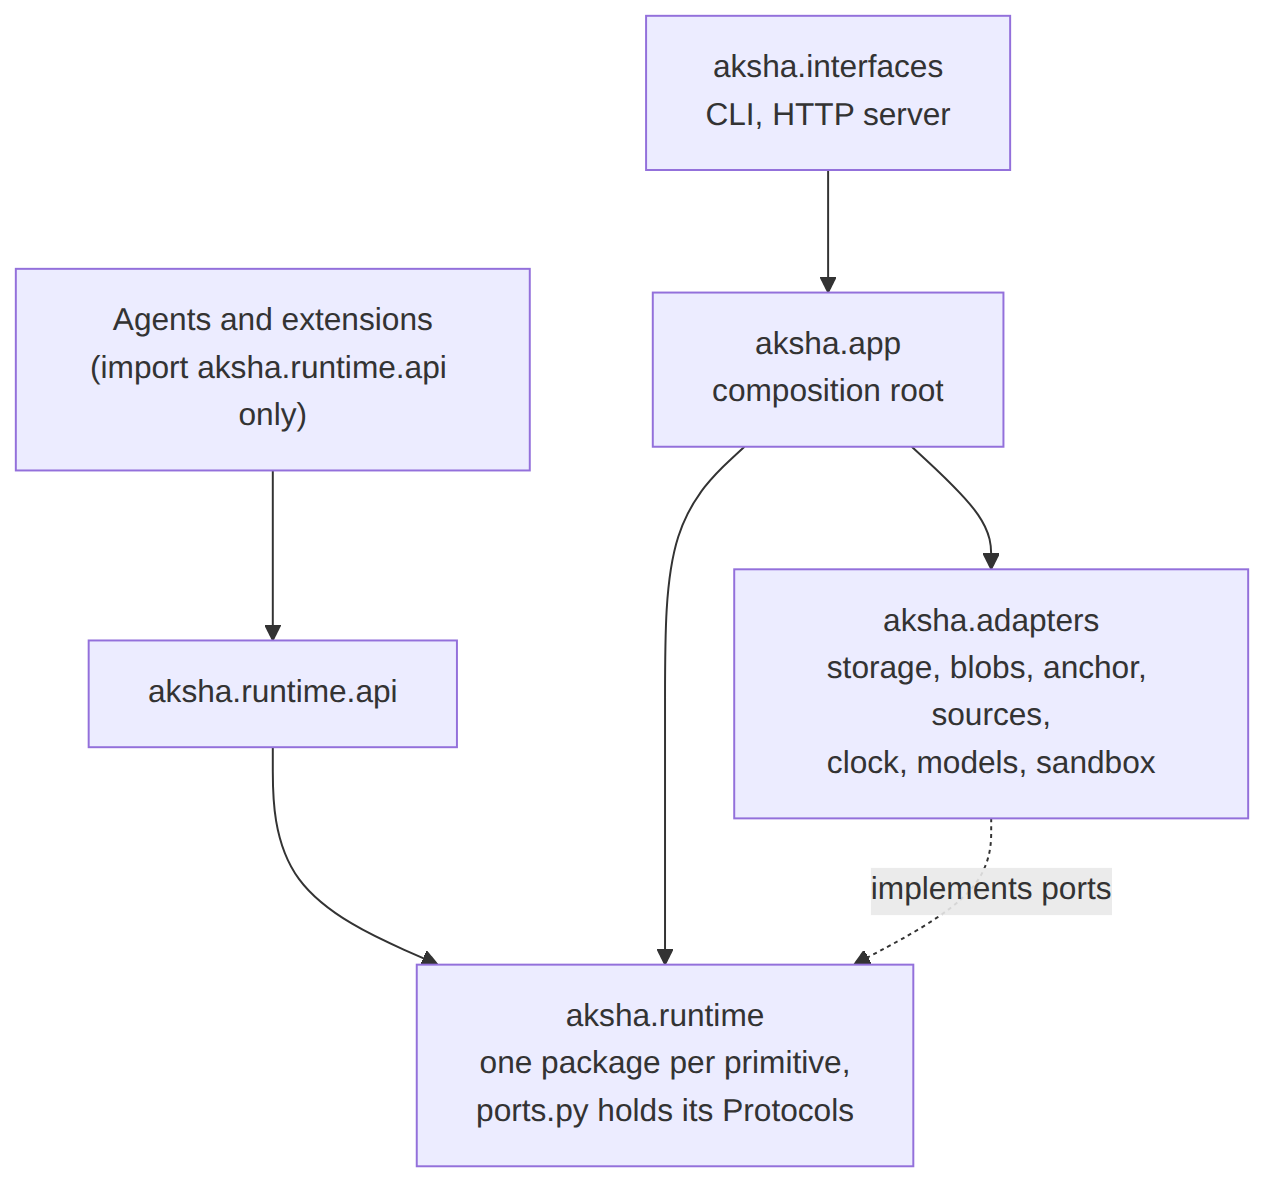 aksha.interfaces
CLI, HTTP server
Agents and extensions
(import aksha.runtime.api
only)
aksha.app
composition root
aksha.runtime.api
aksha.adapters
storage, blobs, anchor,
sources,
clock, models, sandbox
implements ports
aksha.runtime
one package per primitive,
ports.py holds its Protocols